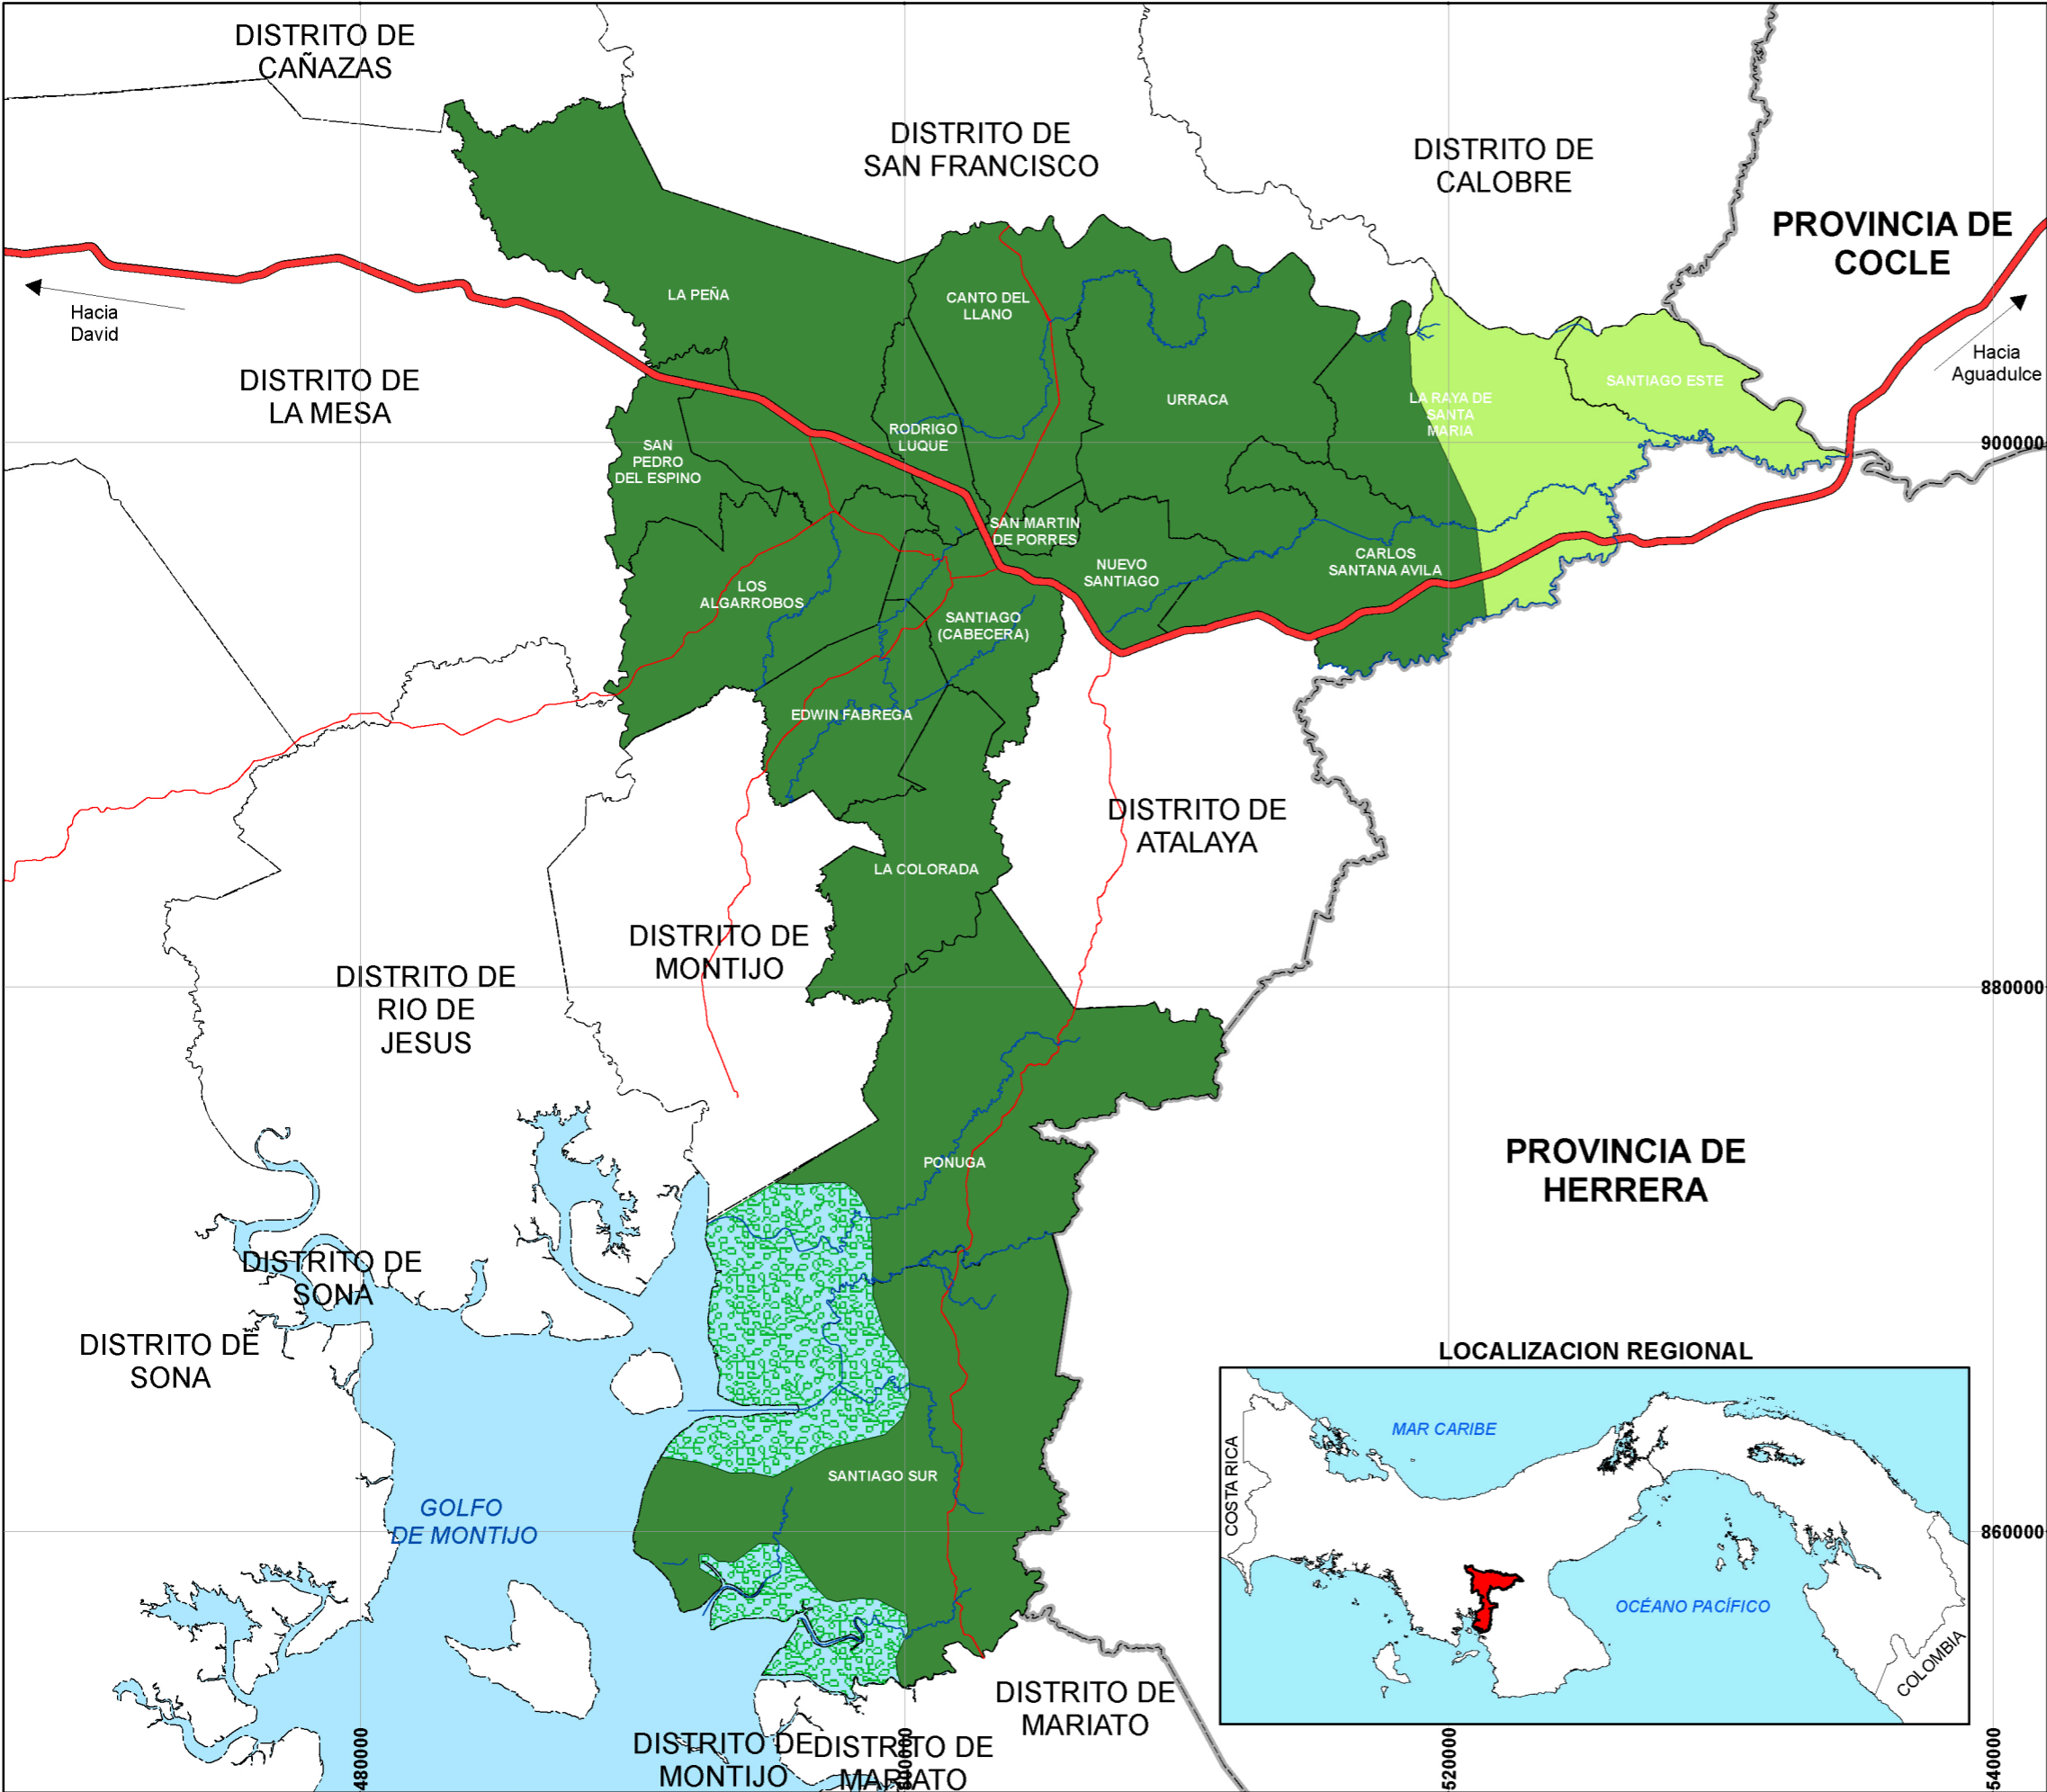 DISTRITO DE
CAÑAZAS
DISTRITO DE
SAN FRANCISCO
DISTRITO DE
CALOBRE
PROVINCIA DE
COCLE
Hacia
David
Hacia
Aguadulce
LA PEÑA
CANTO DEL
LLANO
DISTRITO DE
LA MESA
URRACA
LA RAYA DE
SANTA
MARIA
SANTIAGO ESTE
RODRIGO
LUQUE
SAN
PEDRO
DEL ESPINO
900000
SAN MARTIN
DE PORRES
NUEVO
SANTIAGO
CARLOS
SANTANA AVILA
LOS
ALGARROBOS
SANTIAGO
(CABECERA)
EDWIN FABREGA
DISTRITO DE
ATALAYA
LA COLORADA
DISTRITO DE
MONTIJO
DISTRITO DE
RIO DE
JESUS
880000
PONUGA
PROVINCIA DE
HERRERA
DISTRITO DE
SONA
DISTRITO DE
SONA
LOCALIZACION REGIONAL
MAR CARIBE
COSTA RICA
OCÉANO PACÍFICO
COLOMBIA
SANTIAGO SUR
GOLFO
DE MONTIJO
860000
DISTRITO DE
MARIATO
DISTRITO DE
MONTIJO
DISTRITO DE
MARIATO
480000
500000
520000
540000